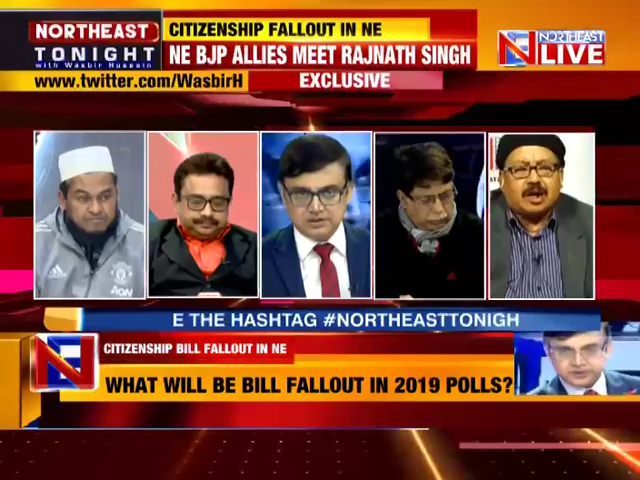 NORTHEAST
TONIGHT
with Wasbir Hussain
CITIZENSHIP FALLOUT IN NE
NE BJP ALLIES MEET RAJNATH SINGH
www.twitter.com/WasbirH
EXCLUSIVE
NE
NORTHEAST
LIVE
AON
E THE HASHTAG #NORTHEASTTONIGH
NE
CITIZENSHIP BILL FALLOUT IN NE
WHAT WILL BE BILL FALLOUT IN 2019 POLLS?